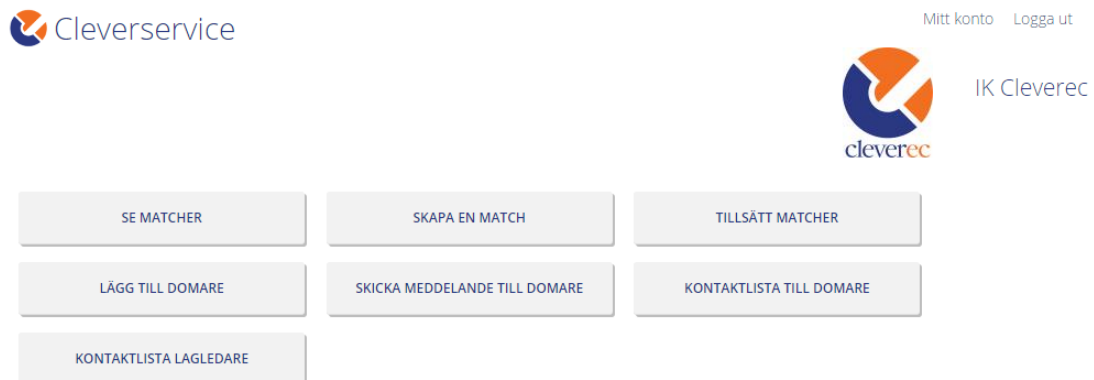 Cleverservice
Mitt konto Logga ut
IK Cleverec
cleverec
SE MATCHER
SKAPA EN MATCH
TILLSÄTT MATCHER
LÄGG TILL DOMARE
SKICKA MEDDELANDE TILL DOMARE
KONTAKTLISTA TILL DOMARE
KONTAKTLISTA LAGLEDARE